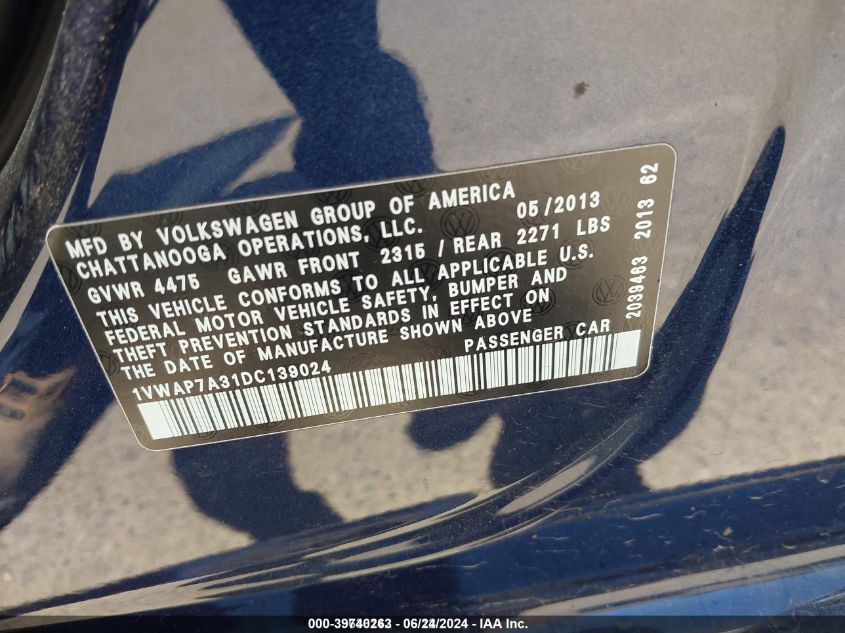 MFD BY VOLKSWAGEN GROUP OF AMERICA
CHATTANOOGA OPERATIONS, LLC. 05/2013
GVWR 4475 GAWR FRONT 2315 / REAR 2271 LBS
THIS VEHICLE CONFORMS TO ALL APPLICABLE U.S.
FEDERAL MOTOR VEHICLE SAFETY, BUMPER AND
THEFT PREVENTION STANDARDS IN EFFECT ON
THE DATE OF MANUFACTURE SHOWN ABOVE
1VWAP7A31DC139024 PASSENGER CAR
2039463 2013 62
06/24/2024 - IAA Inc.